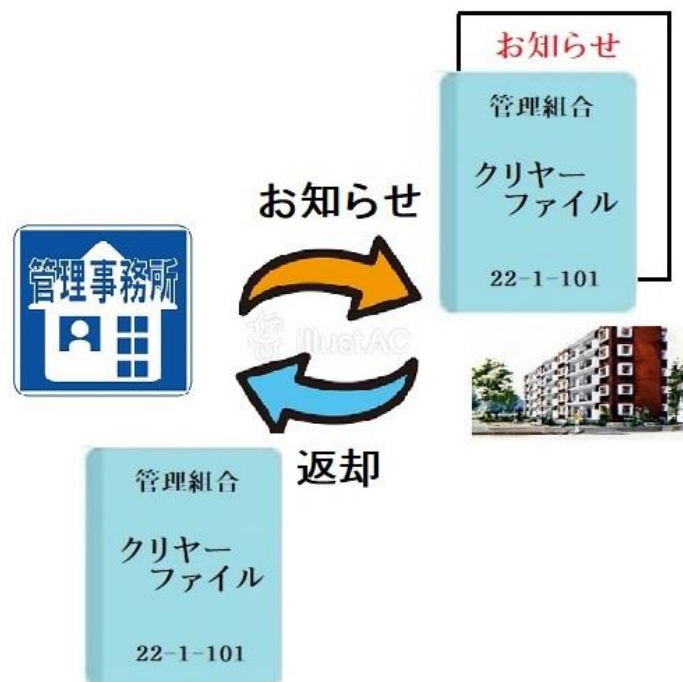 お知らせ
管理組合
クリヤー
ファイル
22-1-101
お知らせ
管理事務所
illustAC
返却
管理組合
クリヤー
ファイル
22-1-101